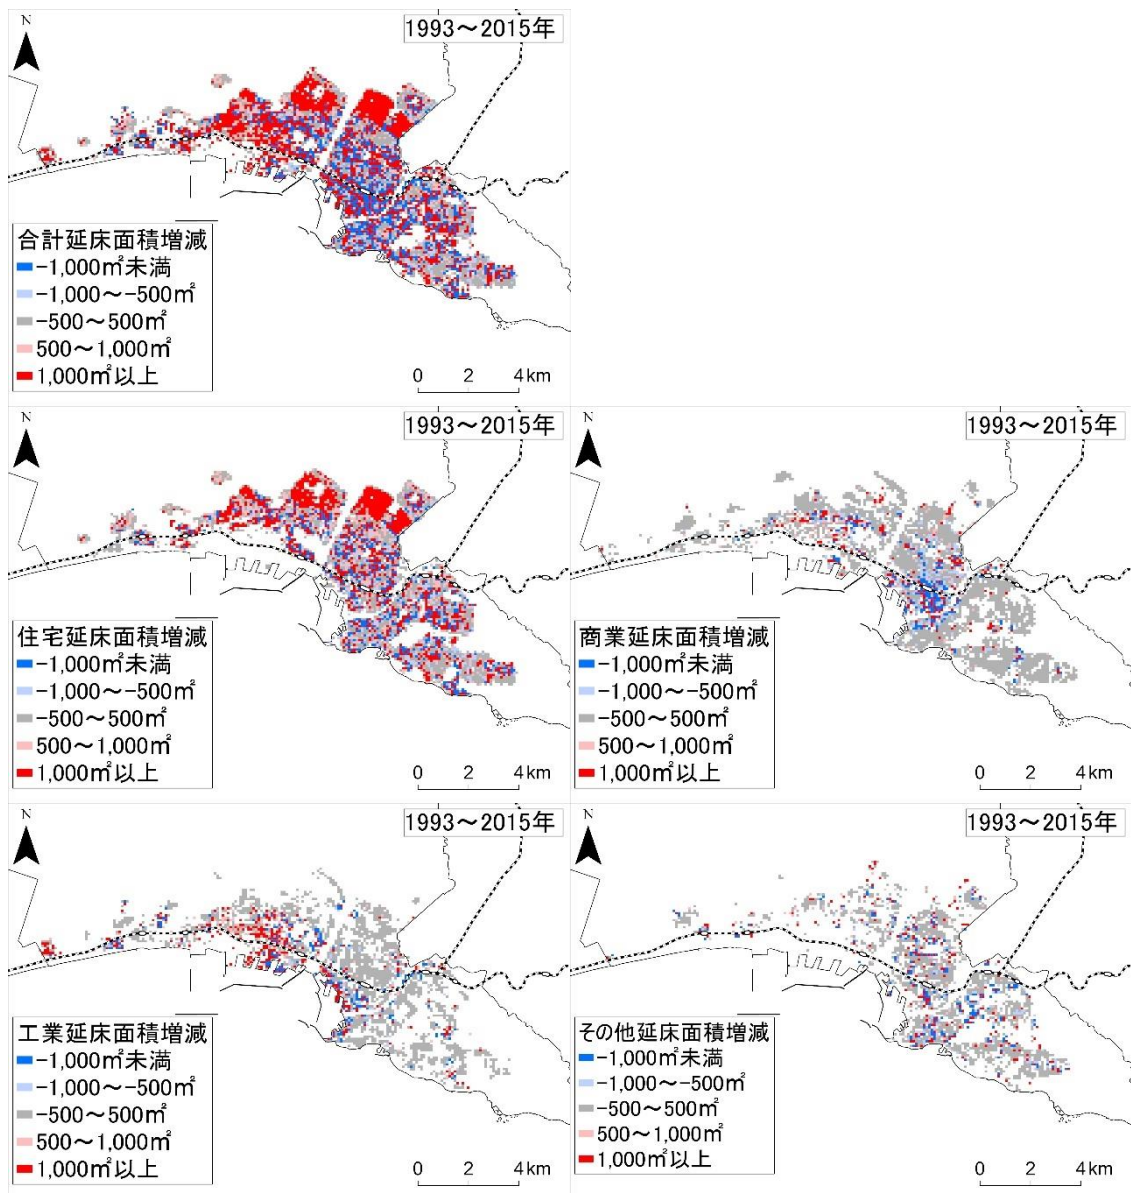 N
1993～2015年
合計延床面積増減
-1,000㎡未満
-1,000～-500㎡
-500～500㎡
500～1,000㎡
1,000㎡以上
0 2 4km
N
1993～2015年
住宅延床面積増減
-1,000㎡未満
-1,000～-500㎡
-500～500㎡
500～1,000㎡
1,000㎡以上
0 2 4km
N
1993～2015年
商業延床面積増減
-1,000㎡未満
-1,000～-500㎡
-500～500㎡
500～1,000㎡
1,000㎡以上
0 2 4km
N
1993～2015年
工業延床面積増減
-1,000㎡未満
-1,000～-500㎡
-500～500㎡
500～1,000㎡
1,000㎡以上
0 2 4km
N
1993～2015年
その他延床面積増減
-1,000㎡未満
-1,000～-500㎡
-500～500㎡
500～1,000㎡
1,000㎡以上
0 2 4km